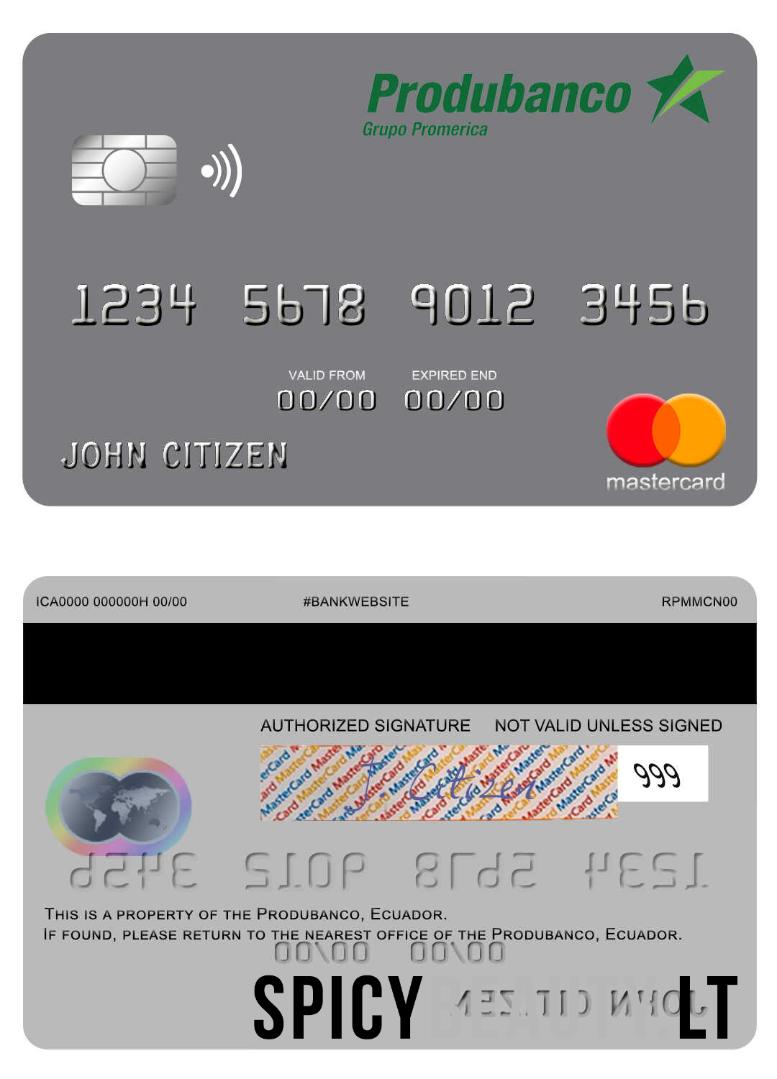 Produbanco
Grupo Promerica
1234 5678 9012 3456
VALID FROM EXPIRED END
00/00 00/00
JOHN CITIZEN
mastercard
ICA0000 000000H 00/00 #BANKWEBSITE RPMMCN00
AUTHORIZED SIGNATURE NOT VALID UNLESS SIGNED
J. Citizen 999
THIS IS A PROPERTY OF THE PRODUBANCO, ECUADOR.
IF FOUND, PLEASE RETURN TO THE NEAREST OFFICE OF THE PRODUBANCO, ECUADOR.
SPICY BEAUTY.LT